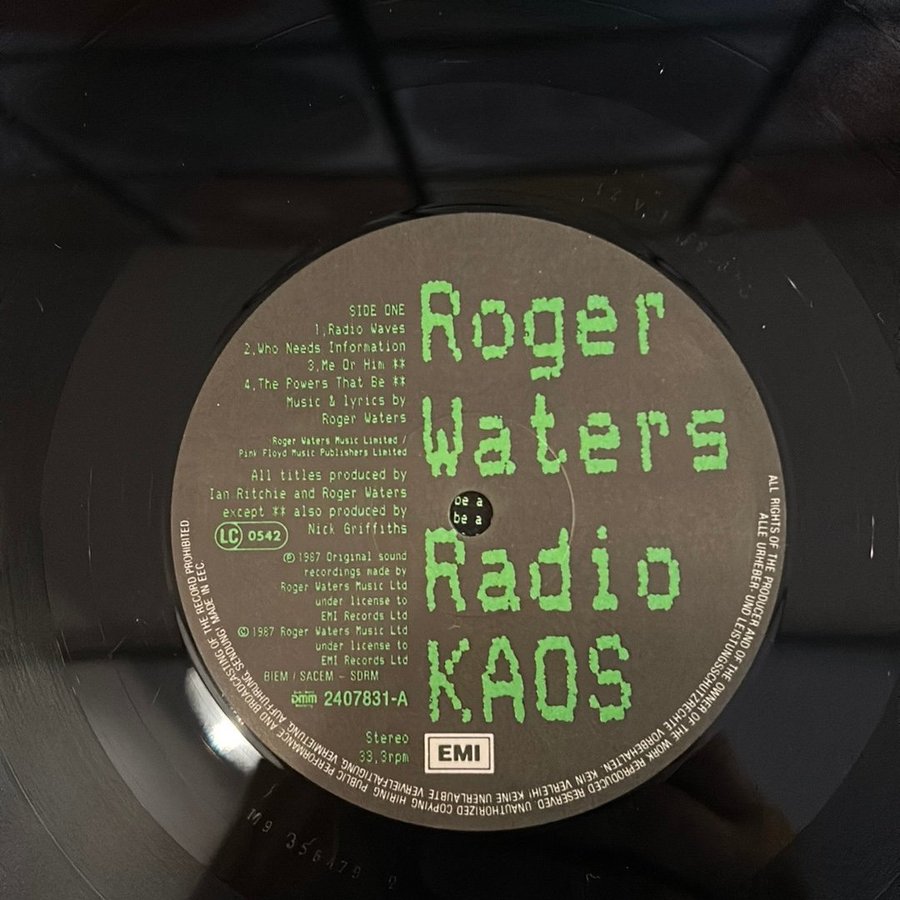 SIDE ONE
1.Radio Waves
2.Who Needs Information
3.Me Or Him **
4.The Powers That Be **
Music & lyrics by
Roger Waters
Roger Waters Music Limited /
Pink Floyd Music Publishers Limited
All titles produced by
Ian Ritchie and Roger Waters
except ** also produced by
Nick Griffiths
LC 0542
℗ 1987 Original sound
recordings made by
Roger Waters Music Ltd
under license to
EMI Records Ltd
© 1987 Roger Waters Music Ltd
under license to
EMI Records Ltd
BIEM / SACEM - SDRM
DMM 2407831-A
Stereo
33,3rpm
EMI
Roger
Waters
Radio
KAOS
be a
be a
ALL RIGHTS OF THE PRODUCER AND OF THE OWNER OF THE WORK REPRODUCED RESERVED. UNAUTHORIZED COPYING HIRING PUBLIC PERFORMANCE AND BROADCASTING OF THE RECORD PROHIBITED
ALLE URHEBER- UND LEISTUNGSSCHUTZRECHTE VORBEHALTEN. KEIN VERLEIH! KEINE UNERLAUBTE VERVIELFÄLTIGUNG, VERMIETUNG, AUFFÜHRUNG, SENDUNG. MADE IN EEC